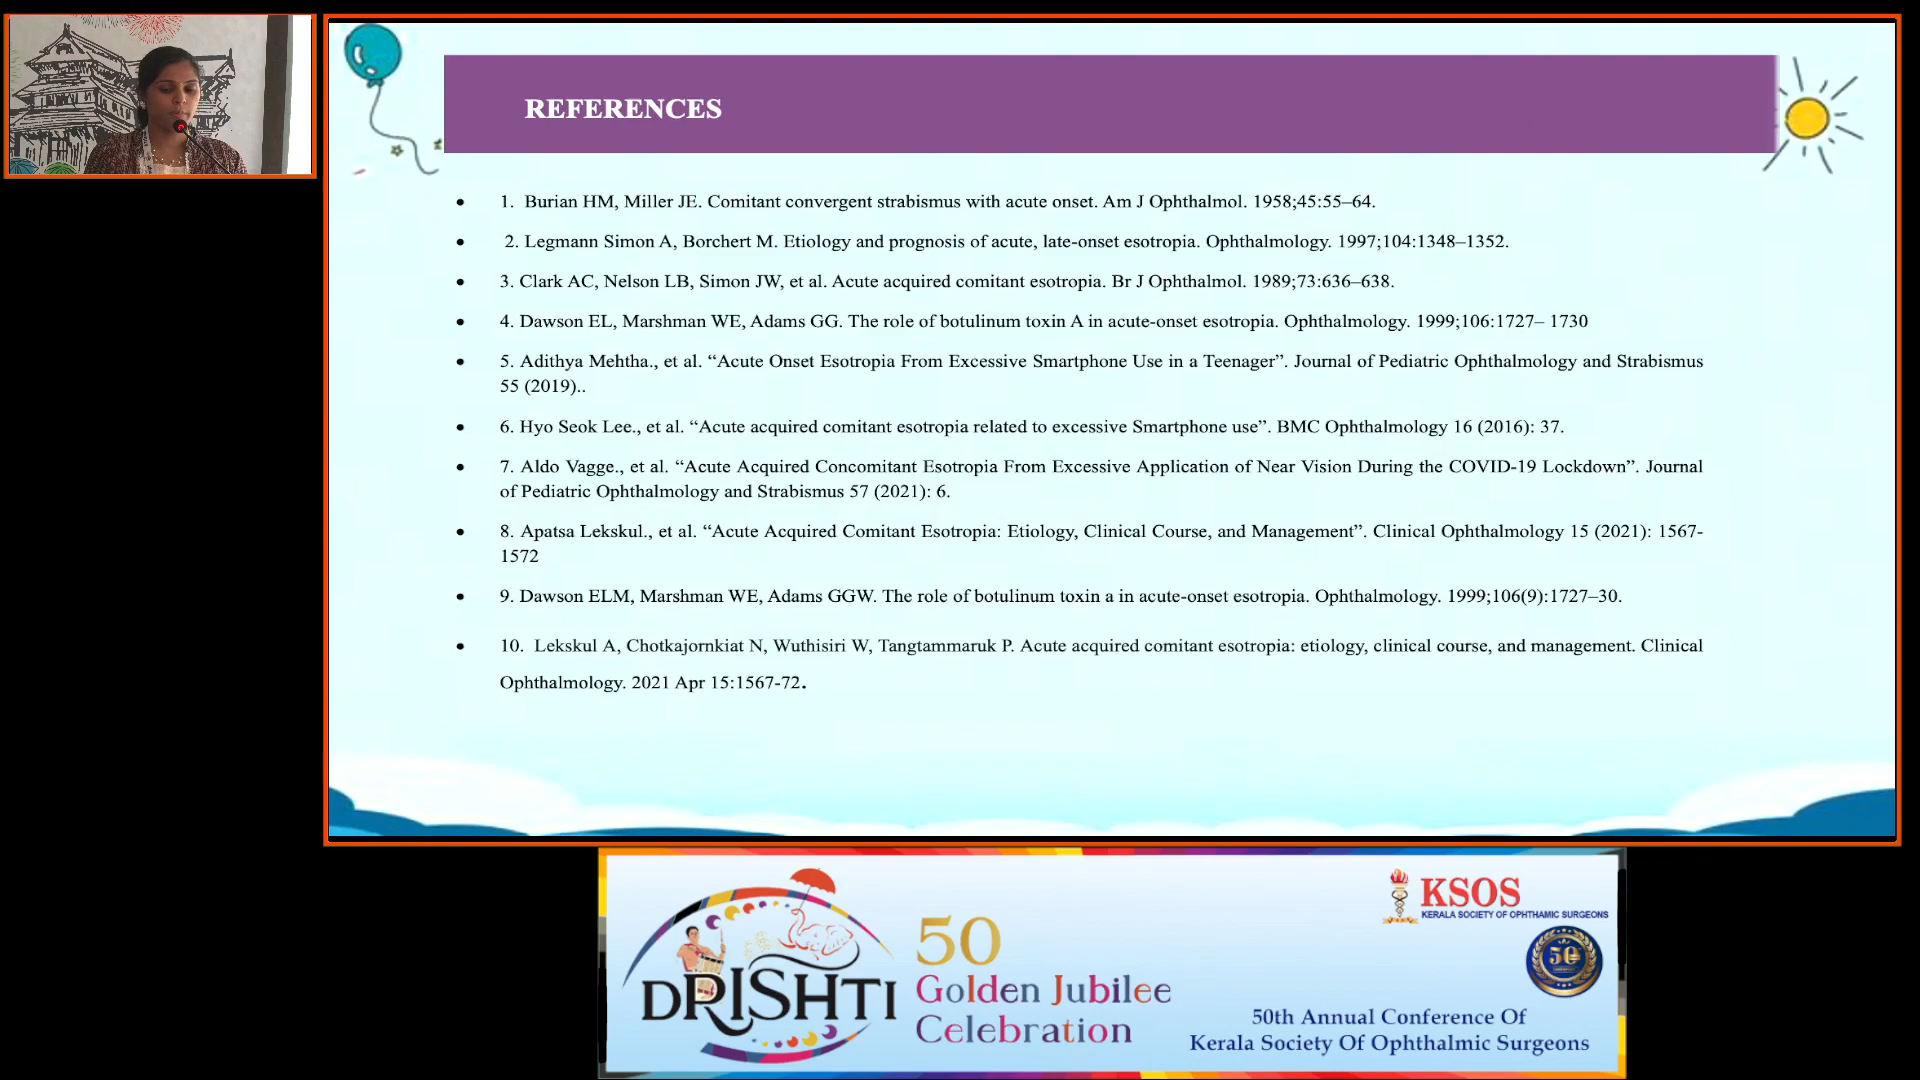 REFERENCES
1. Burian HM, Miller JE. Comitant convergent strabismus with acute onset. Am J Ophthalmol. 1958;45:55–64.
2. Legmann Simon A, Borchert M. Etiology and prognosis of acute, late-onset esotropia. Ophthalmology. 1997;104:1348–1352.
3. Clark AC, Nelson LB, Simon JW, et al. Acute acquired comitant esotropia. Br J Ophthalmol. 1989;73:636–638.
4. Dawson EL, Marshman WE, Adams GG. The role of botulinum toxin A in acute-onset esotropia. Ophthalmology. 1999;106:1727– 1730
5. Adithya Mehtha., et al. “Acute Onset Esotropia From Excessive Smartphone Use in a Teenager”. Journal of Pediatric Ophthalmology and Strabismus
55 (2019)..
6. Hyo Seok Lee., et al. “Acute acquired comitant esotropia related to excessive Smartphone use”. BMC Ophthalmology 16 (2016): 37.
7. Aldo Vagge., et al. “Acute Acquired Concomitant Esotropia From Excessive Application of Near Vision During the COVID-19 Lockdown”. Journal
of Pediatric Ophthalmology and Strabismus 57 (2021): 6.
8. Apatsa Lekskul., et al. “Acute Acquired Comitant Esotropia: Etiology, Clinical Course, and Management”. Clinical Ophthalmology 15 (2021): 1567-
1572
9. Dawson ELM, Marshman WE, Adams GGW. The role of botulinum toxin a in acute-onset esotropia. Ophthalmology. 1999;106(9):1727–30.
10. Lekskul A, Chotkajornkiat N, Wuthisiri W, Tangtammaruk P. Acute acquired comitant esotropia: etiology, clinical course, and management. Clinical
Ophthalmology. 2021 Apr 15:1567-72.
DRISHTI
50
Golden Jubilee
Celebration
KSOS
KERALA SOCIETY OF OPHTHAMIC SURGEONS
50
50th Annual Conference Of
Kerala Society Of Ophthalmic Surgeons